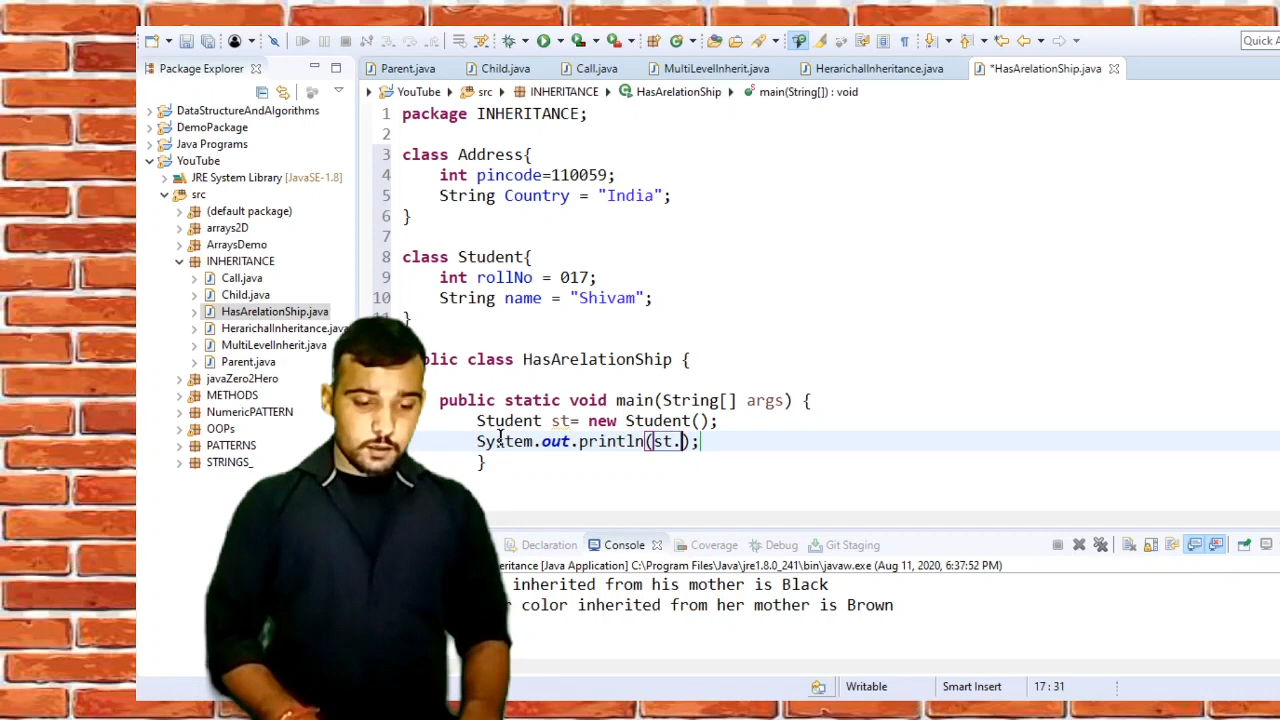 Quick A
Package Explorer
Parent.java
Child.java
Call.java
MultiLevelInherit.java
HerarichalInheritance.java
*HasArelationShip.java
YouTube
src
INHERITANCE
HasArelationShip
main(String[]) : void
DataStructureAndAlgorithms
DemoPackage
Java Programs
YouTube
JRE System Library [JavaSE-1.8]
src
(default package)
arrays2D
ArraysDemo
INHERITANCE
Call.java
Child.java
HasArelationShip.java
HerarichalInheritance.java
MultiLevelInherit.java
Parent.java
javaZero2Hero
METHODS
NumericPATTERN
OOPs
PATTERNS
STRINGS_
1 package INHERITANCE;
2
3 class Address{
4 int pincode=110059;
5 String Country = "India";
6 }
7
8 class Student{
9 int rollNo = 017;
10 String name = "Shivam";
11 }
blic class HasArelationShip {
public static void main(String[] args) {
Student st= new Student();
System.out.println(st.);
}
Declaration
Console
Coverage
Debug
Git Staging
heritance [Java Application] C:\Program Files\Java\jre1.8.0_241\bin\javaw.exe (Aug 11, 2020, 6:37:52 PM)
inherited from his mother is Black
r color inherited from her mother is Brown
Writable
Smart Insert
17 : 31